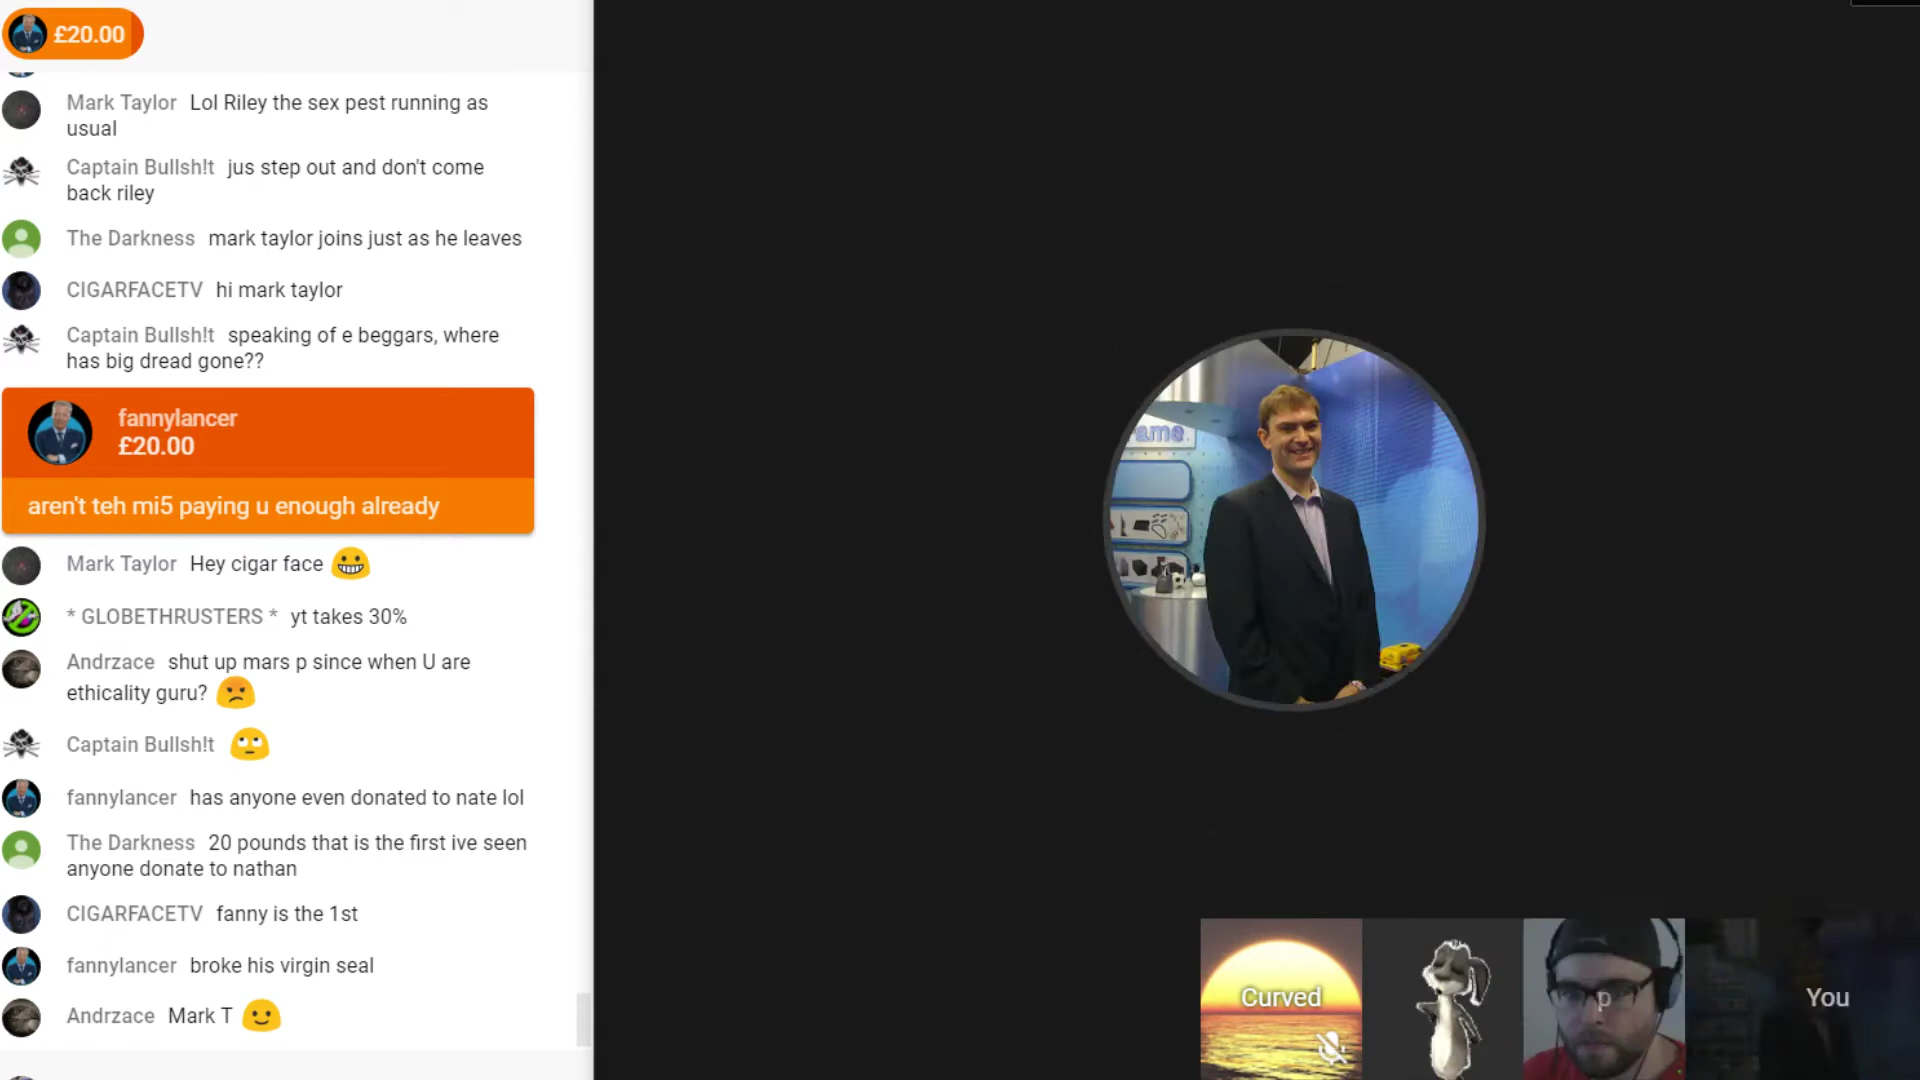 £20.00
Mark Taylor Lol Riley the sex pest running as
usual
Captain Bullsh!t jus step out and don't come
back riley
The Darkness mark taylor joins just as he leaves
CIGARFACETV hi mark taylor
Captain Bullsh!t speaking of e beggars, where
has big dread gone??
fannylancer
£20.00
aren't teh mi5 paying u enough already
Mark Taylor Hey cigar face 😀
* GLOBETHRUSTERS * yt takes 30%
Andrzace shut up mars p since when U are
ethicality guru? 😠
Captain Bullsh!t 🙄
fannylancer has anyone even donated to nate lol
The Darkness 20 pounds that is the first ive seen
anyone donate to nathan
CIGARFACETV fanny is the 1st
fannylancer broke his virgin seal
Andrzace Mark T 🙂
ame
Curved
p
You